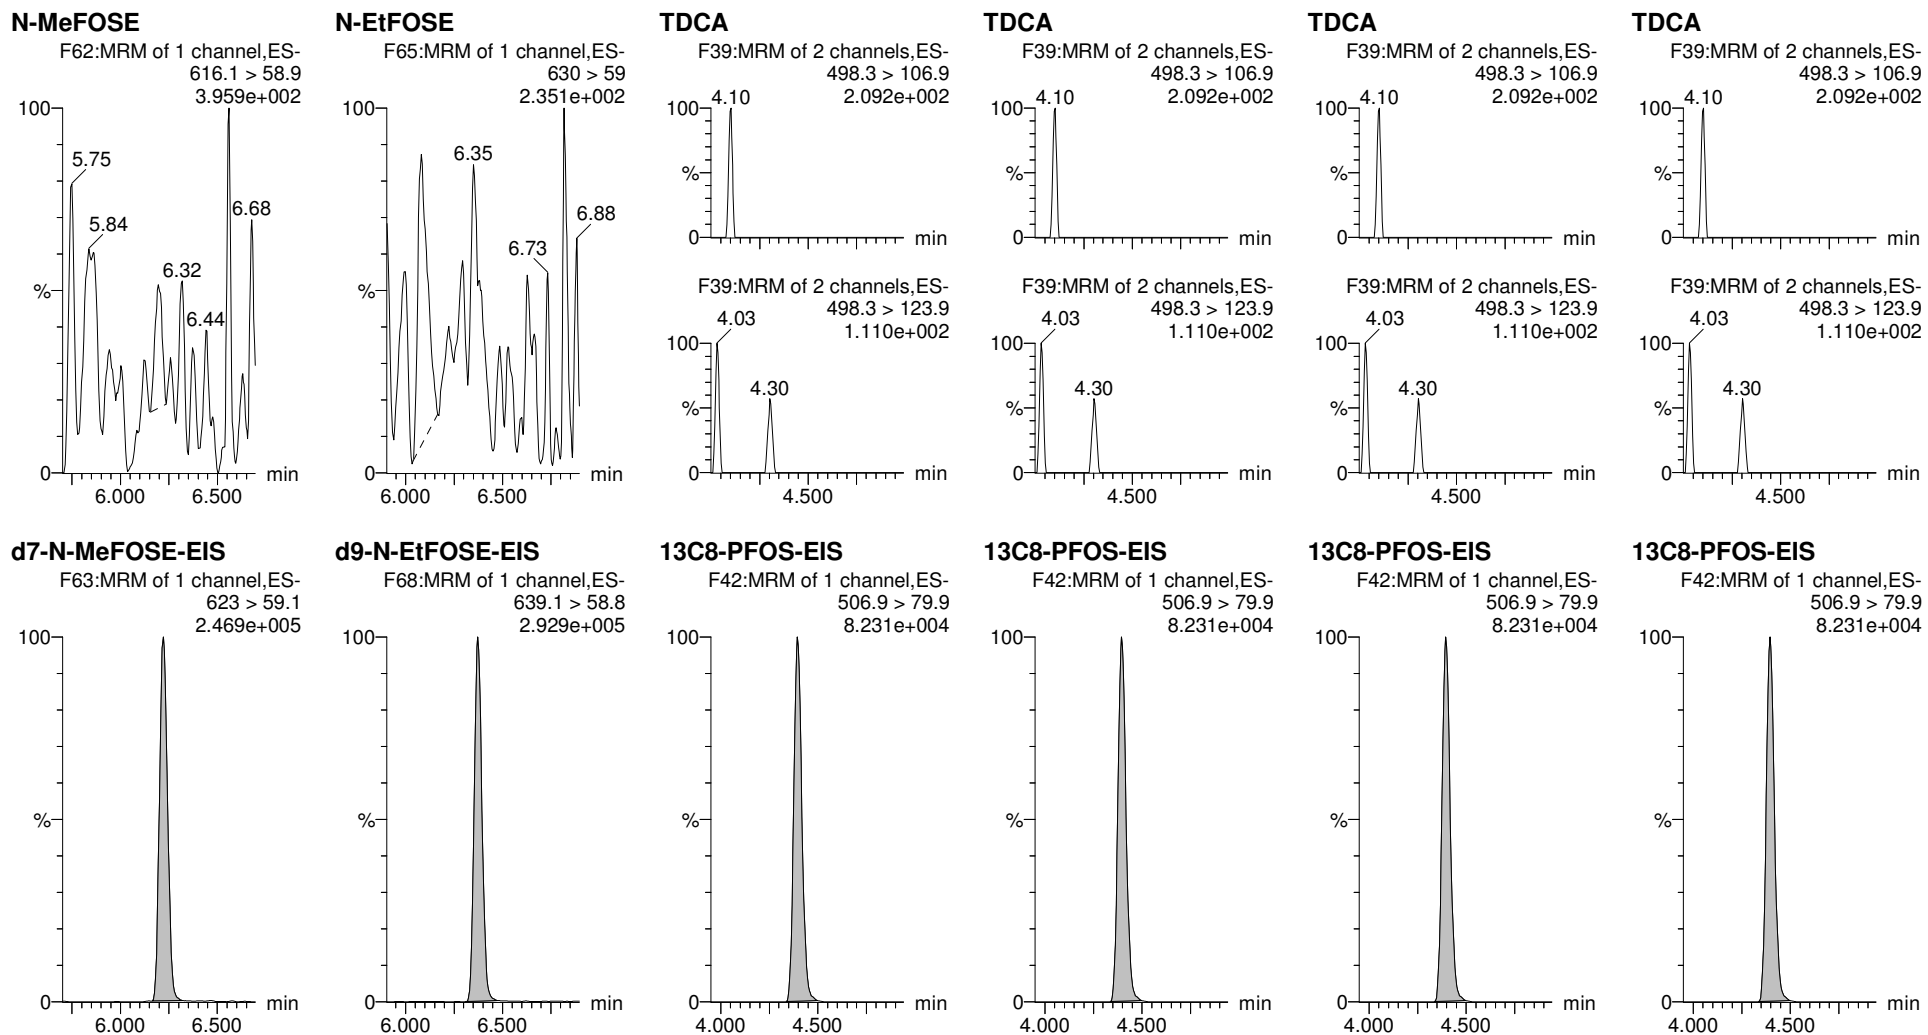 N-MeFOSE
F62:MRM of 1 channel,ES-
616.1 > 58.9
3.959e+002
100
5.75
5.84
6.32
6.44
6.68
%
0
min
6.000
6.500
N-EtFOSE
F65:MRM of 1 channel,ES-
630 > 59
2.351e+002
100
6.35
6.73
6.88
%
0
min
6.000
6.500
TDCA
F39:MRM of 2 channels,ES-
498.3 > 106.9
2.092e+002
100
4.10
%
0
min
F39:MRM of 2 channels,ES-
498.3 > 123.9
1.110e+002
4.03
100
4.30
%
0
min
4.500
TDCA
F39:MRM of 2 channels,ES-
498.3 > 106.9
2.092e+002
100
4.10
%
0
min
F39:MRM of 2 channels,ES-
498.3 > 123.9
1.110e+002
4.03
100
4.30
%
0
min
4.500
TDCA
F39:MRM of 2 channels,ES-
498.3 > 106.9
2.092e+002
100
4.10
%
0
min
F39:MRM of 2 channels,ES-
498.3 > 123.9
1.110e+002
4.03
100
4.30
%
0
min
4.500
TDCA
F39:MRM of 2 channels,ES-
498.3 > 106.9
2.092e+002
100
4.10
%
0
min
F39:MRM of 2 channels,ES-
498.3 > 123.9
1.110e+002
4.03
100
4.30
%
0
min
4.500
d7-N-MeFOSE-EIS
F63:MRM of 1 channel,ES-
623 > 59.1
2.469e+005
100
%
0
min
6.000
6.500
d9-N-EtFOSE-EIS
F68:MRM of 1 channel,ES-
639.1 > 58.8
2.929e+005
100
%
0
min
6.000
6.500
13C8-PFOS-EIS
F42:MRM of 1 channel,ES-
506.9 > 79.9
8.231e+004
100
%
0
min
4.000
4.500
13C8-PFOS-EIS
F42:MRM of 1 channel,ES-
506.9 > 79.9
8.231e+004
100
%
0
min
4.000
4.500
13C8-PFOS-EIS
F42:MRM of 1 channel,ES-
506.9 > 79.9
8.231e+004
100
%
0
min
4.000
4.500
13C8-PFOS-EIS
F42:MRM of 1 channel,ES-
506.9 > 79.9
8.231e+004
100
%
0
min
4.000
4.500